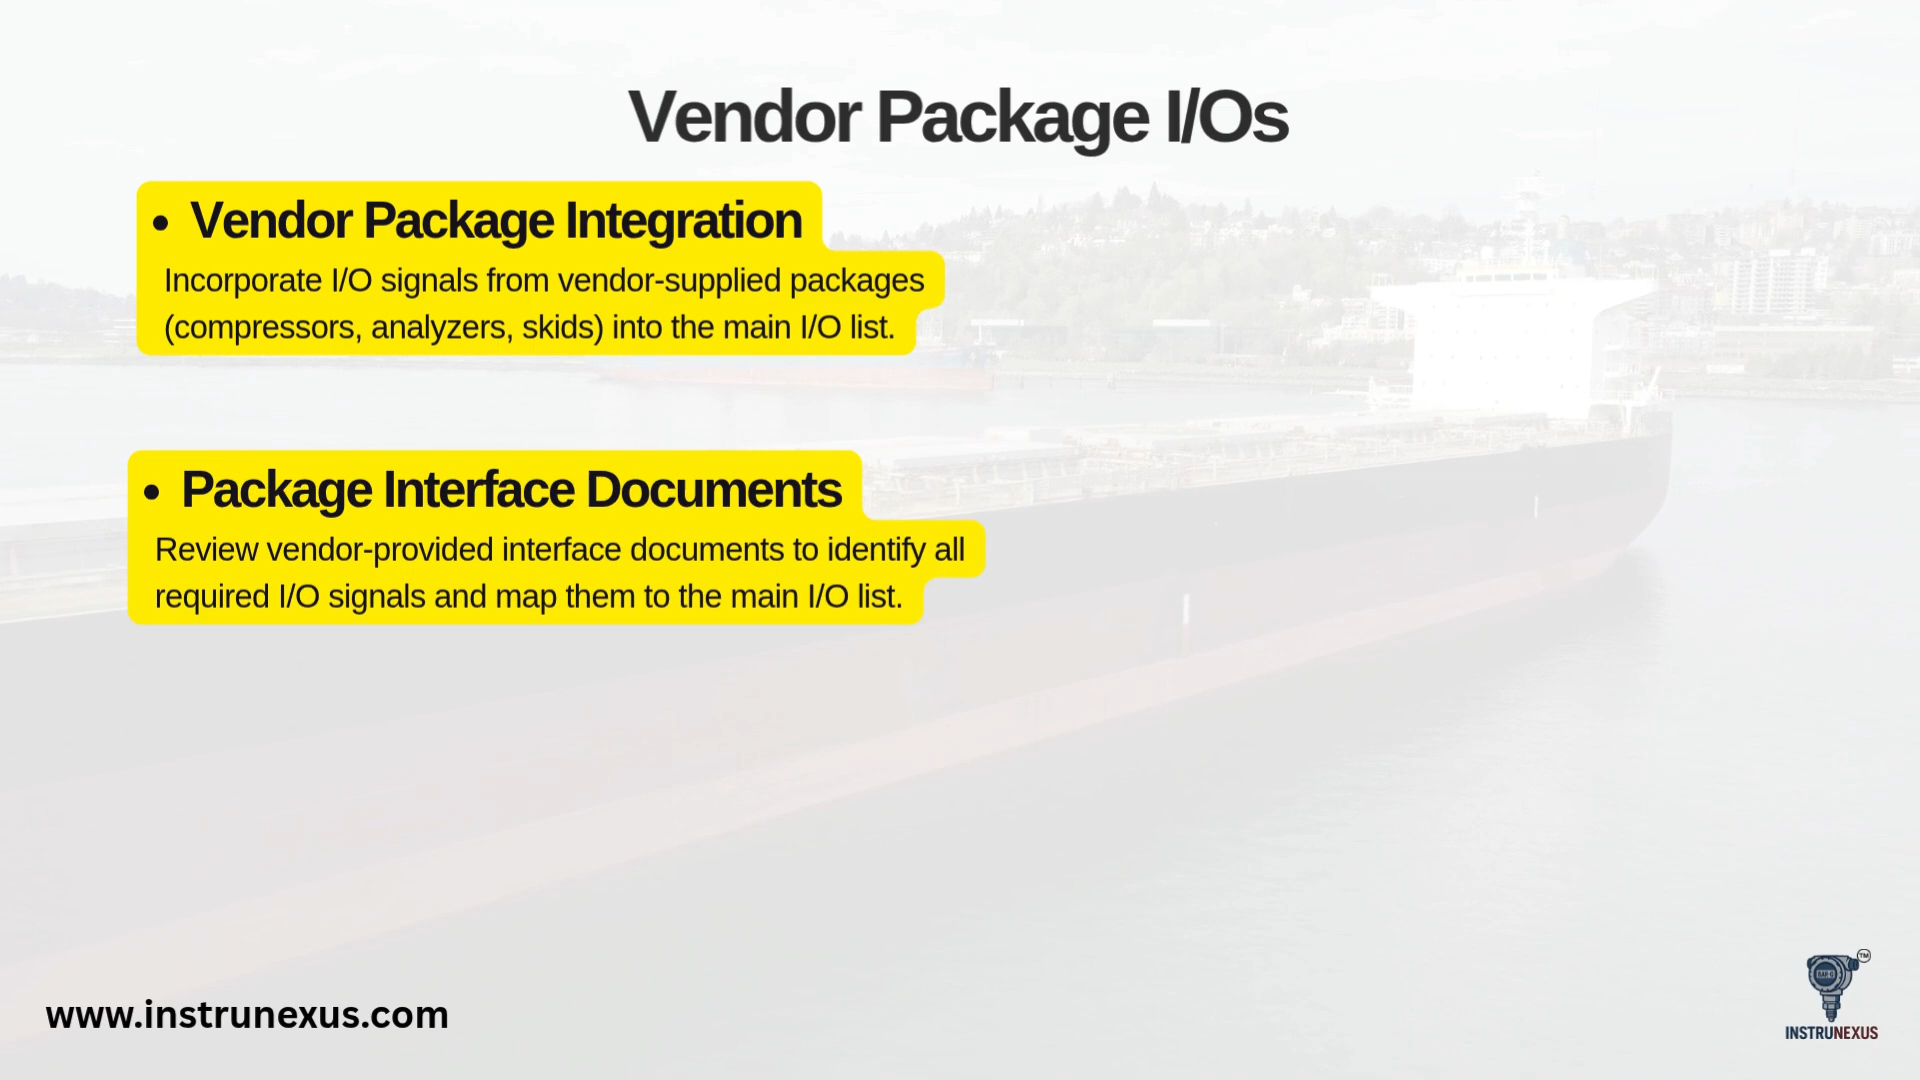 Vendor Package I/Os
• Vendor Package Integration
Incorporate I/O signals from vendor-supplied packages
(compressors, analyzers, skids) into the main I/O list.
• Package Interface Documents
Review vendor-provided interface documents to identify all
required I/O signals and map them to the main I/O list.
www.instrunexus.com
TM
INSTRUNEXUS